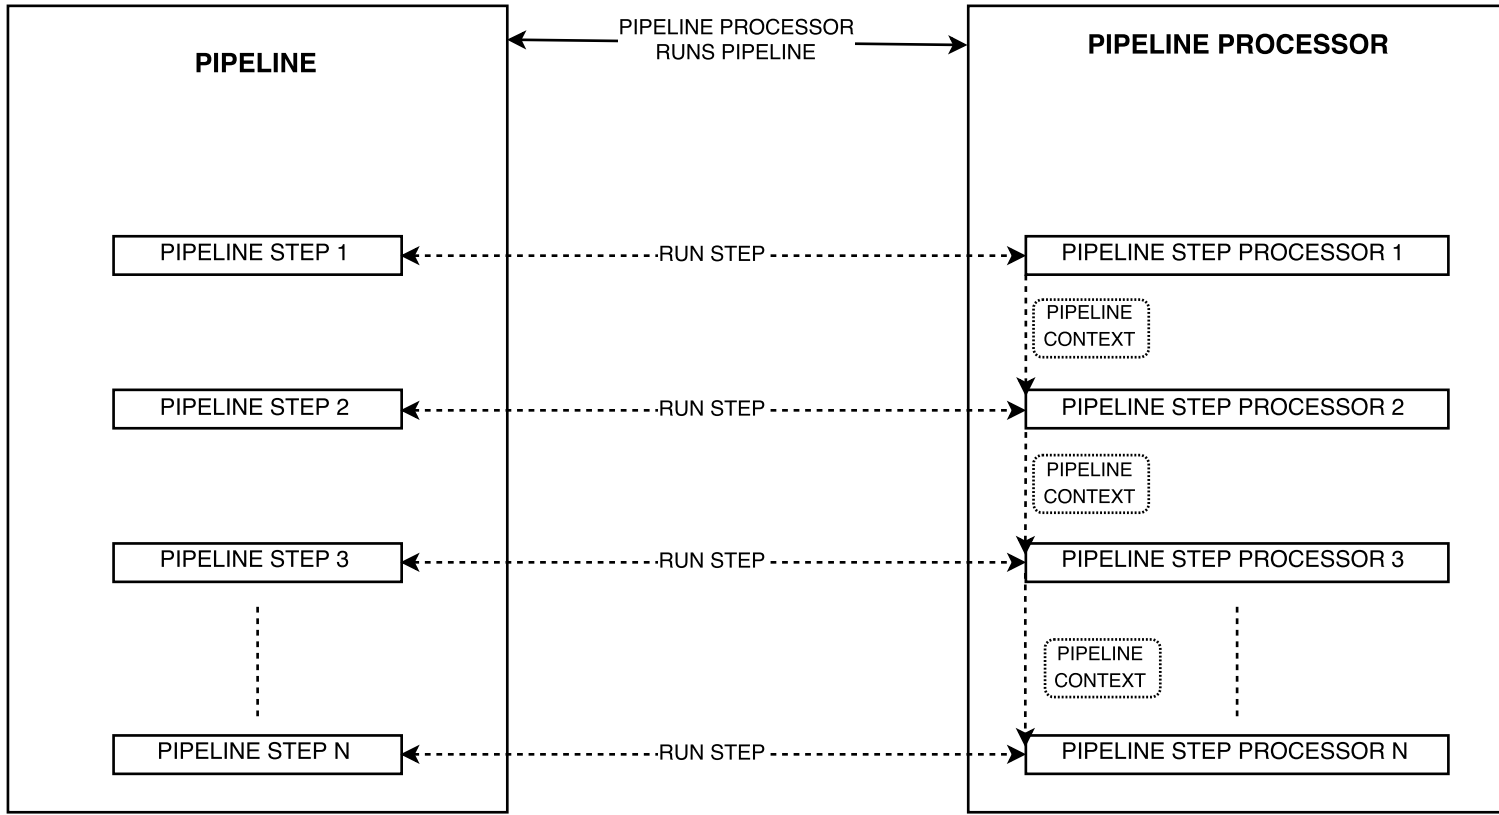 PIPELINE
PIPELINE PROCESSOR
RUNS PIPELINE
PIPELINE PROCESSOR
PIPELINE STEP 1
RUN STEP
PIPELINE STEP PROCESSOR 1
PIPELINE
CONTEXT
PIPELINE STEP 2
RUN STEP
PIPELINE STEP PROCESSOR 2
PIPELINE
CONTEXT
PIPELINE STEP 3
RUN STEP
PIPELINE STEP PROCESSOR 3
PIPELINE
CONTEXT
PIPELINE STEP N
RUN STEP
PIPELINE STEP PROCESSOR N